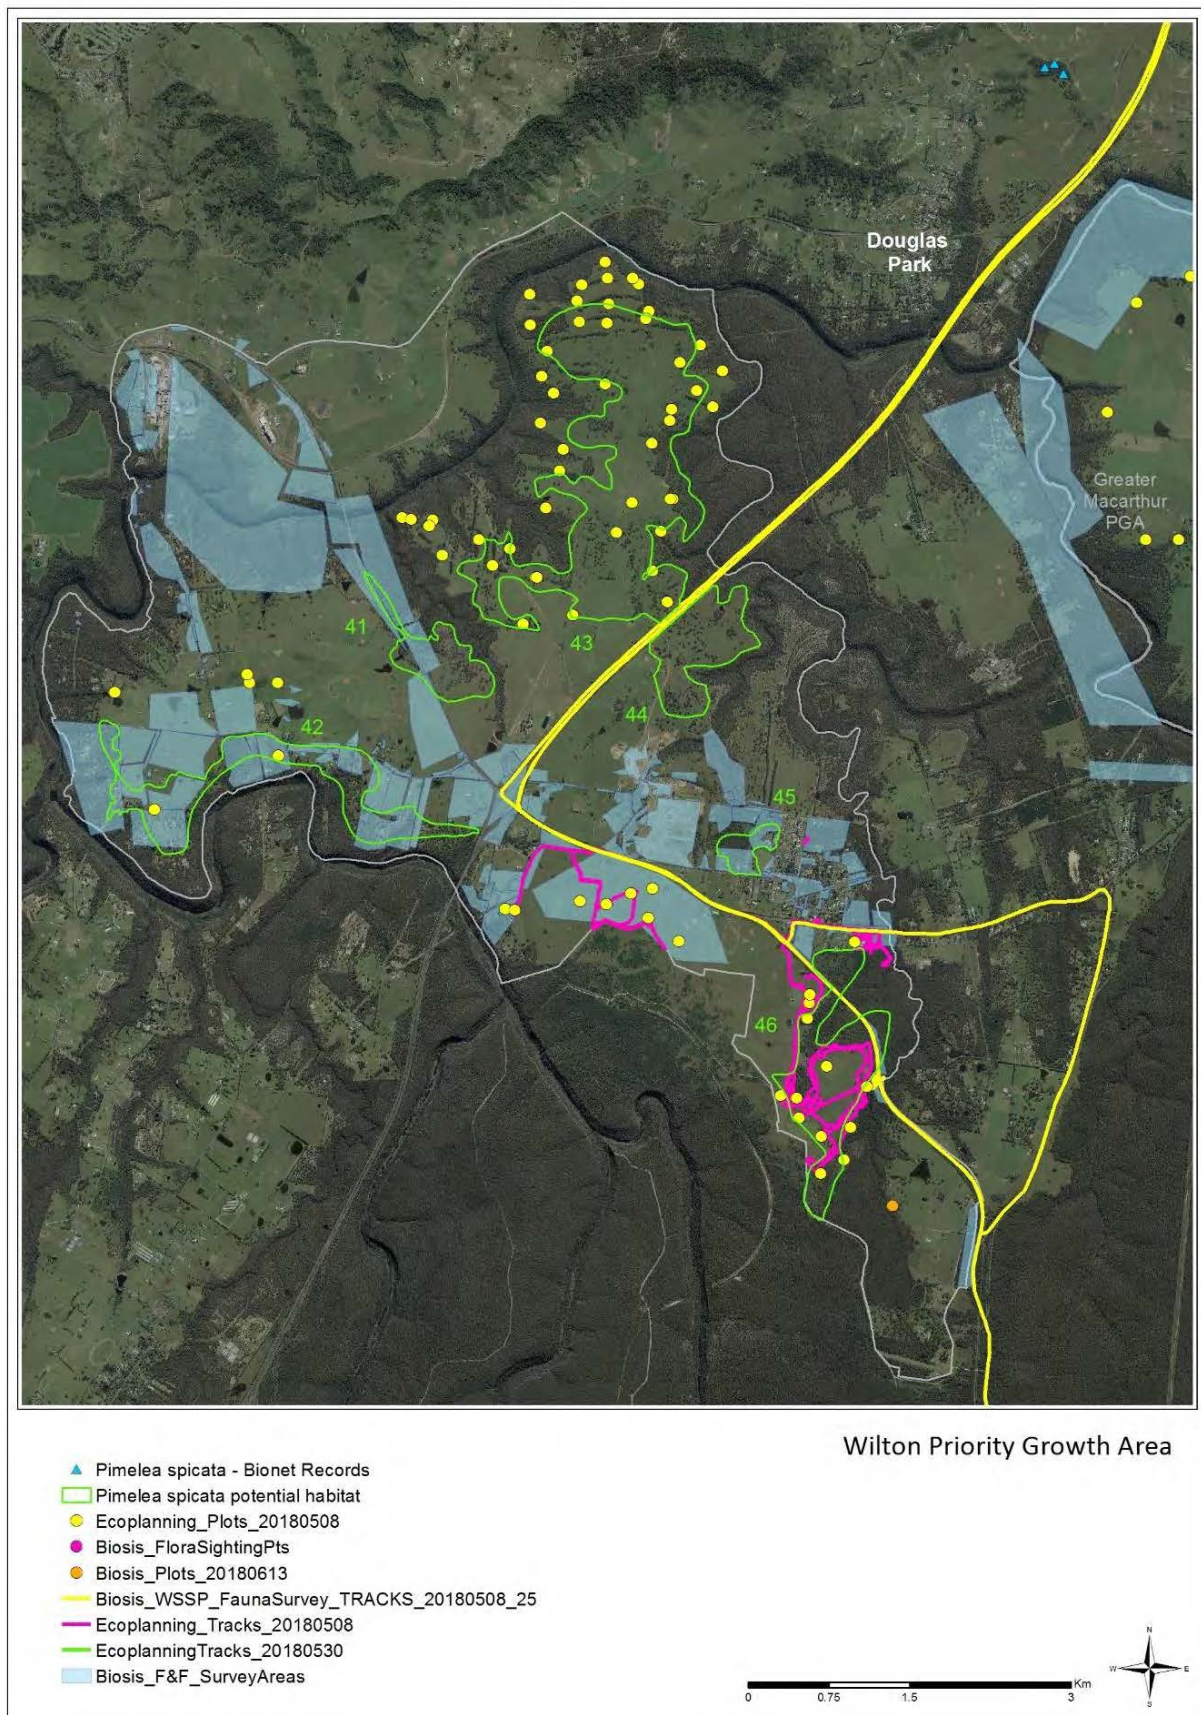 Douglas
Park
Greater
Macarthur
PGA
41
43
44
42
45
46
Wilton Priority Growth Area
Pimelea spicata - Bionet Records
Pimelea spicata potential habitat
Ecoplanning_Plots_20180508
Biosis_FloraSightingPts
Biosis_Plots_20180613
Biosis_WSSP_FaunaSurvey_TRACKS_20180508_25
Ecoplanning_Tracks_20180508
EcoplanningTracks_20180530
Biosis_F&F_SurveyAreas
N
W E
S
Km
0 0.75 1.5 3